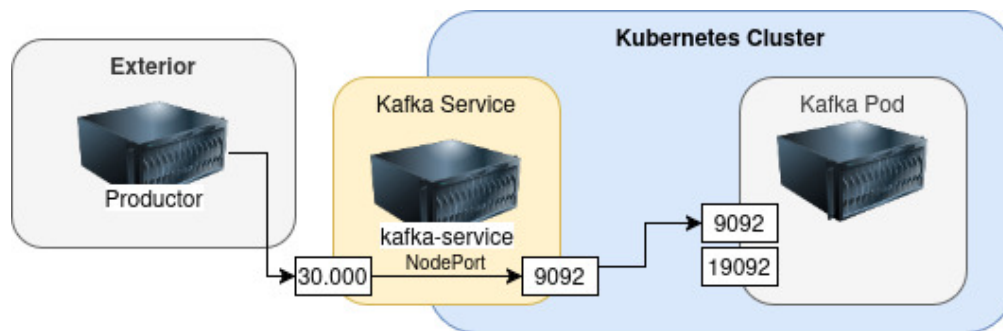 Kubernetes Cluster
Exterior
Productor
Kafka Service
kafka-service
NodePort
30.000
9092
Kafka Pod
9092
19092